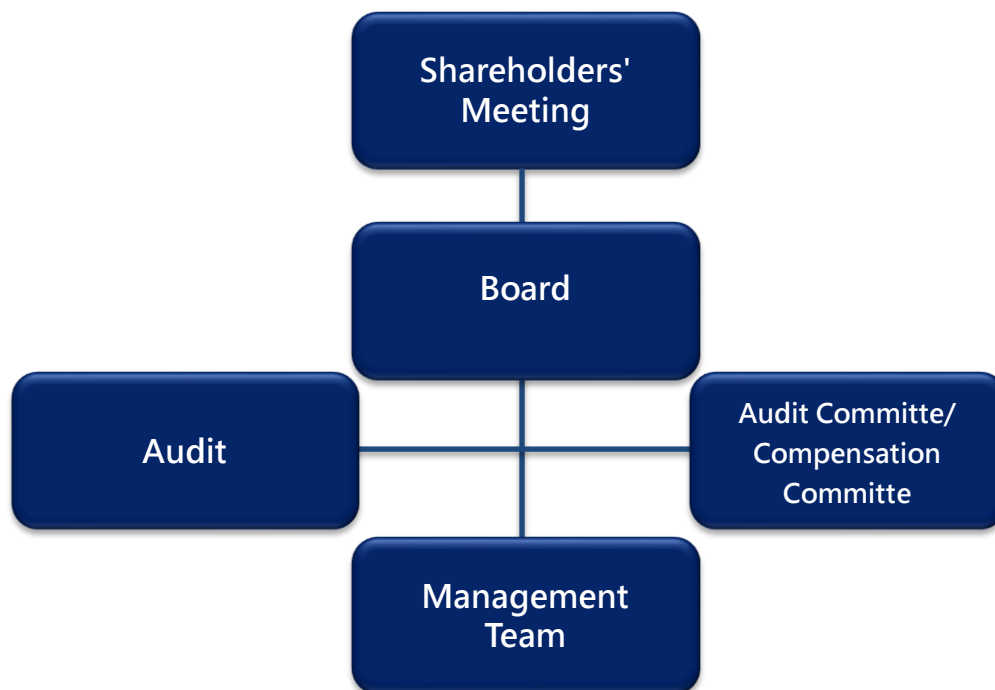 Shareholders'
Meeting
Board
Audit
Audit Committe/
Compensation
Committe
Management
Team